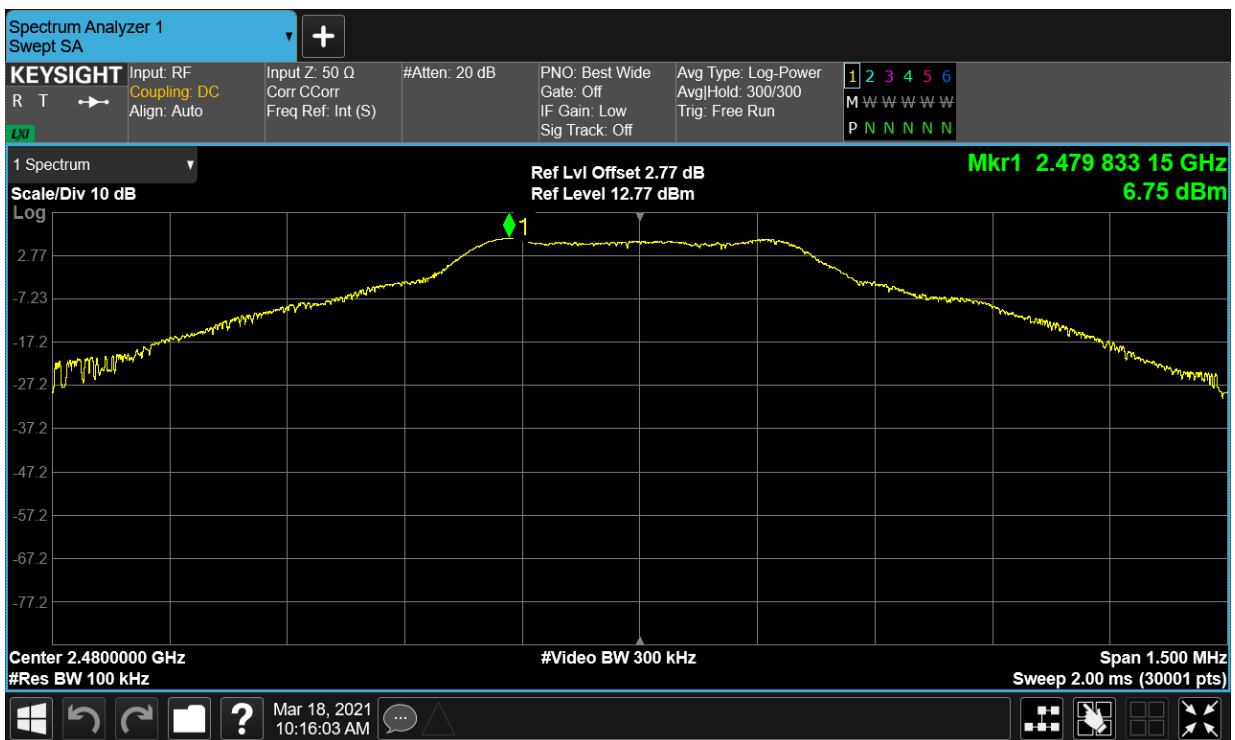 Spectrum Analyzer 1
Swept SA
KEYSIGHT
R T
LXI
Input: RF
Coupling: DC
Align: Auto
Input Z: 50 Ω
Corr CCorr
Freq Ref: Int (S)
#Atten: 20 dB
PNO: Best Wide
Gate: Off
IF Gain: Low
Sig Track: Off
Avg Type: Log-Power
Avg|Hold: 300/300
Trig: Free Run
1 2 3 4 5 6
M W W W W W
P N N N N N
1 Spectrum
Scale/Div 10 dB
Ref Lvl Offset 2.77 dB
Ref Level 12.77 dBm
Mkr1 2.479 833 15 GHz
6.75 dBm
Log
1
2.77
-7.23
-17.2
-27.2
-37.2
-47.2
-57.2
-67.2
-77.2
Center 2.4800000 GHz
#Res BW 100 kHz
#Video BW 300 kHz
Span 1.500 MHz
Sweep 2.00 ms (30001 pts)
?
Mar 18, 2021
10:16:03 AM